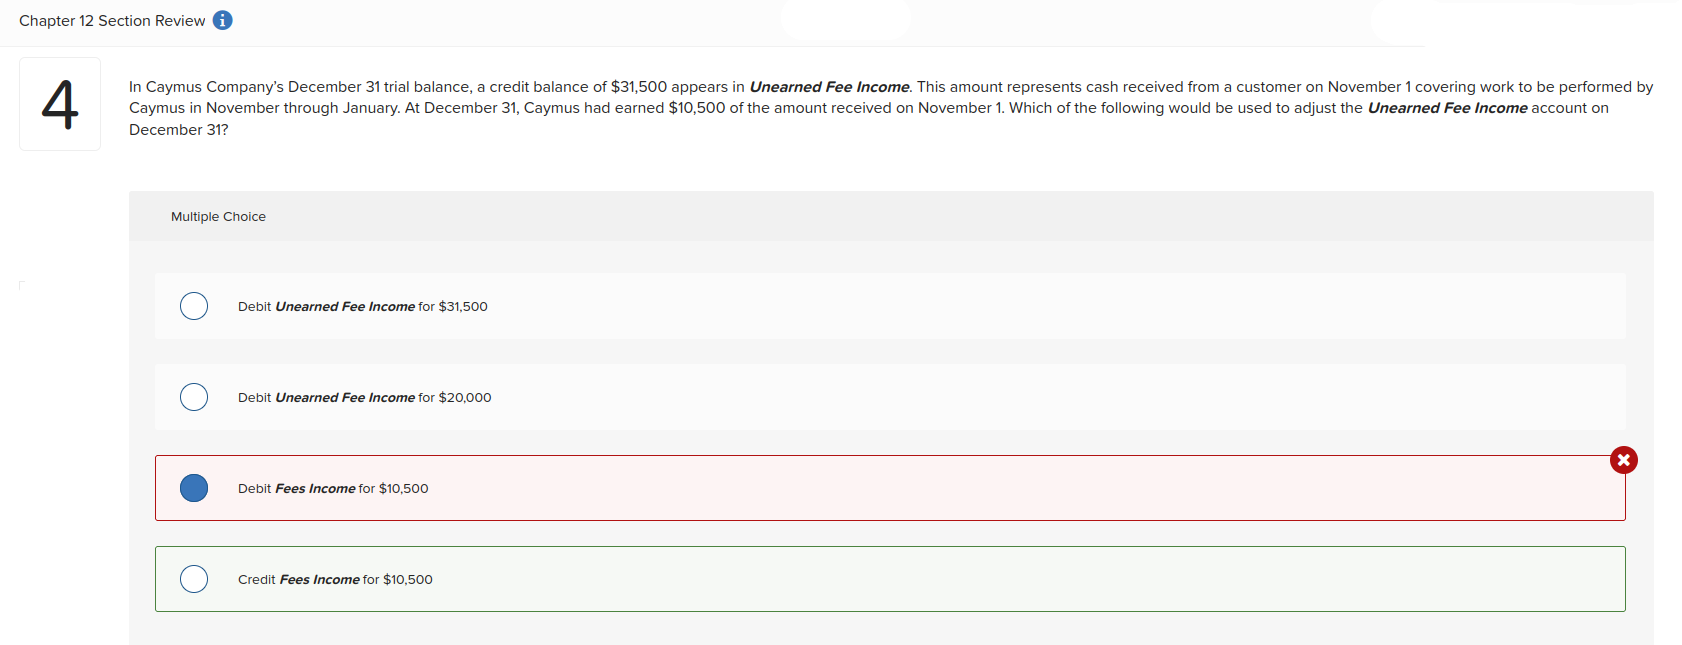 Chapter 12 Section Review i
4
In Caymus Company's December 31 trial balance, a credit balance of $31,500 appears in Unearned Fee Income. This amount represents cash received from a customer on November 1 covering work to be performed by
Caymus in November through January. At December 31, Caymus had earned $10,500 of the amount received on November 1. Which of the following would be used to adjust the Unearned Fee Income account on
December 31?
Multiple Choice
Debit Unearned Fee Income for $31,500
Debit Unearned Fee Income for $20,000
Debit Fees Income for $10,500
Credit Fees Income for $10,500